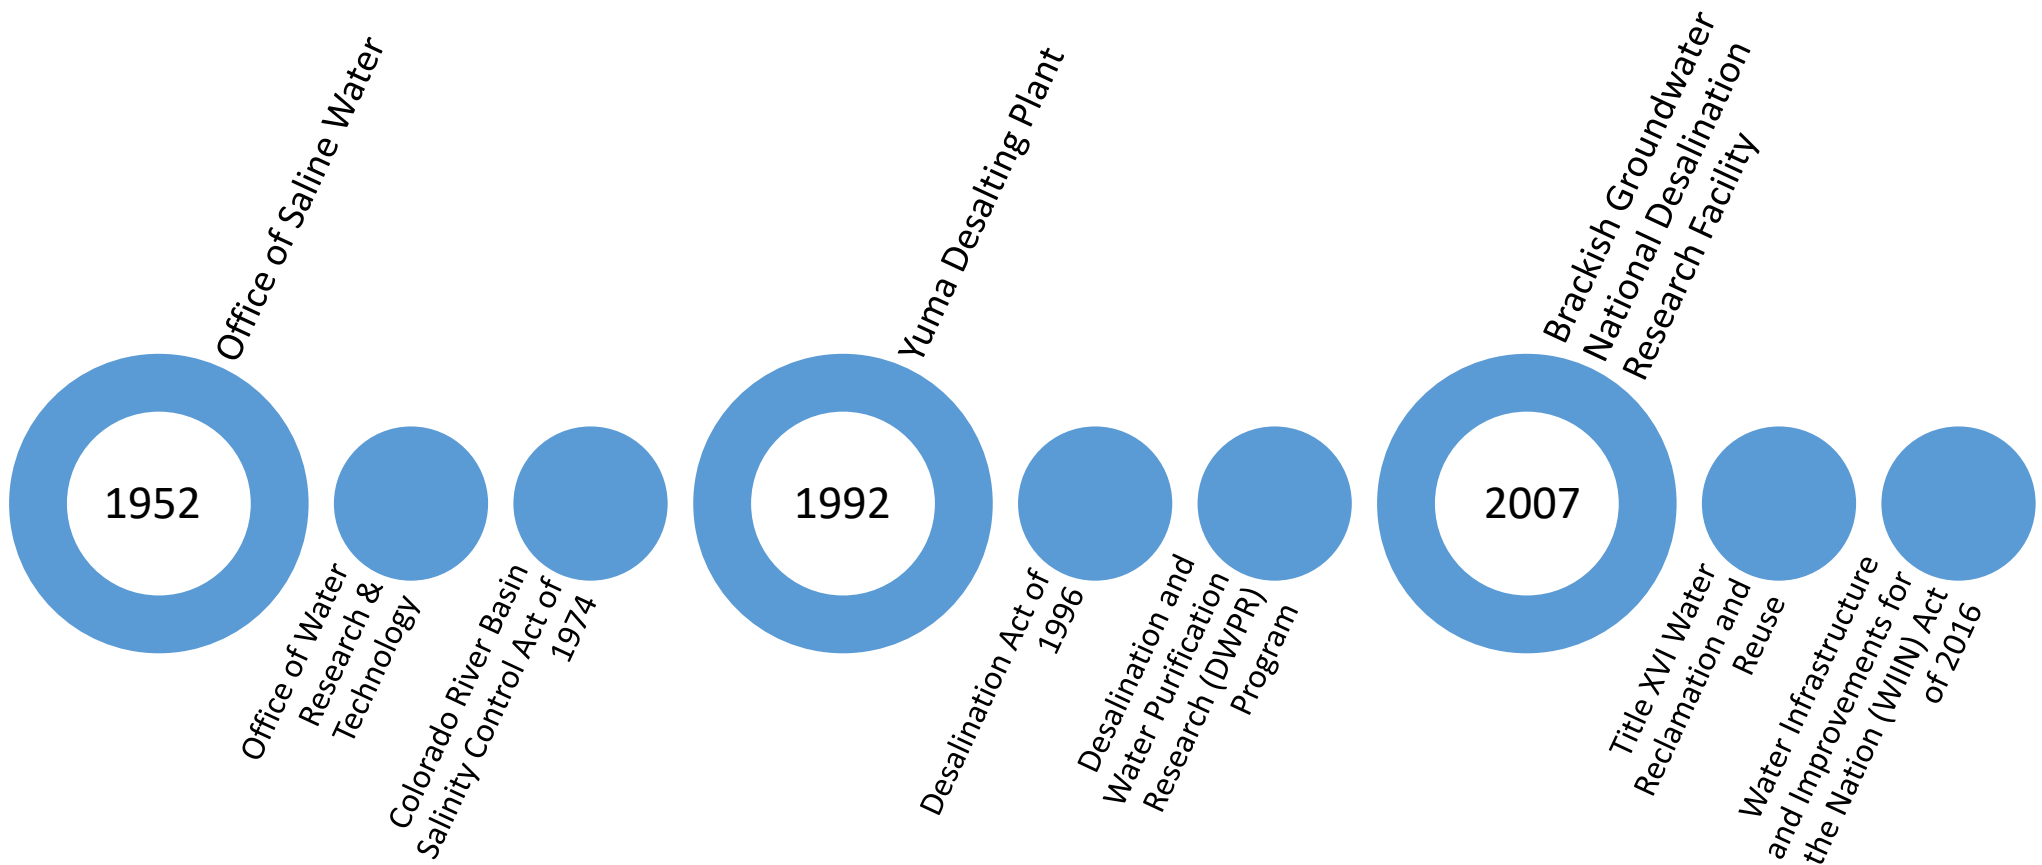 Office of Saline Water
1952
Office of Water
Research &
Technology
Colorado River Basin
Salinity Control Act of
1974
Yuma Desalting Plant
1992
Desalination Act of
1996
Desalination and
Water Purification
Research (DWPR)
Program
Brackish Groundwater
National Desalination
Research Facility
2007
Title XVI Water
Reclamation and
Reuse
Water Infrastructure
and Improvements for
the Nation (WIIN) Act
of 2016